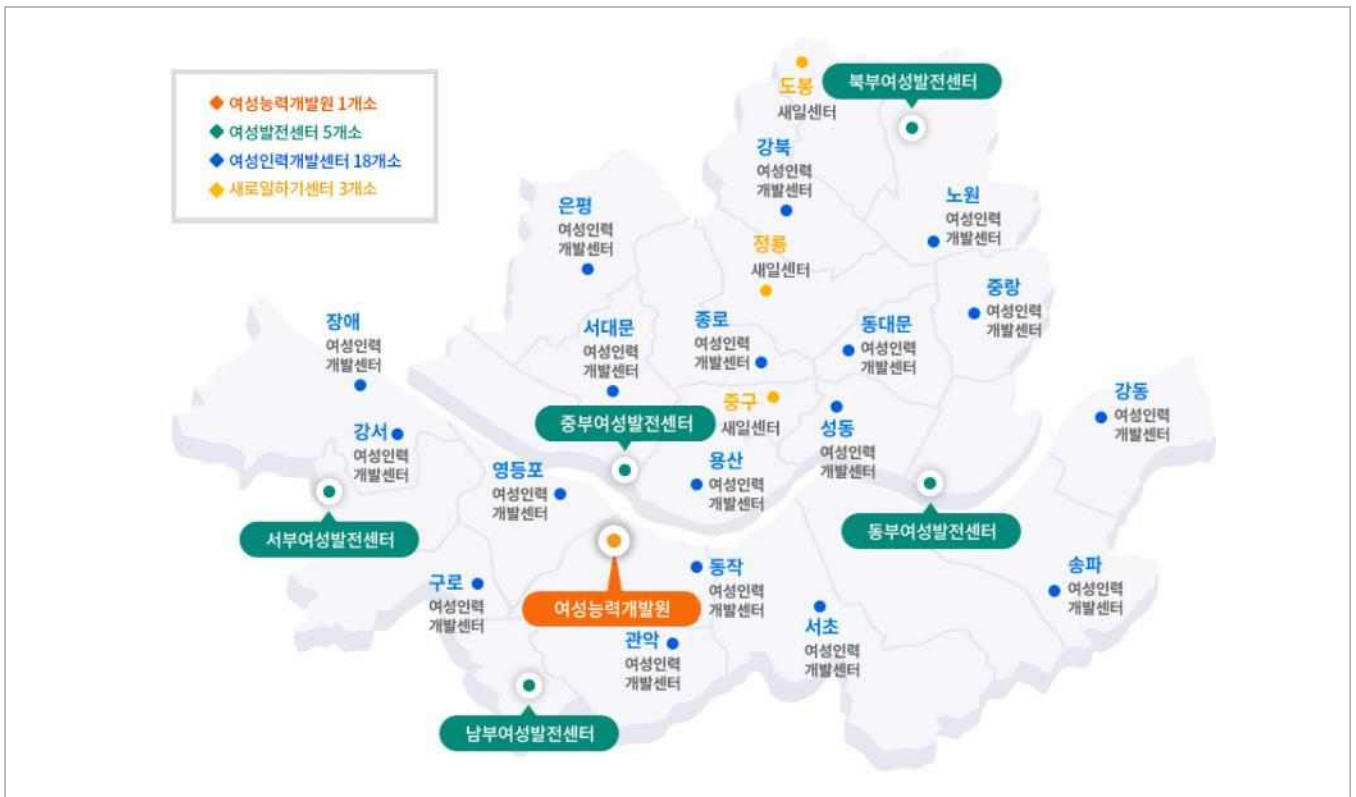 여성능력개발원 1개소
여성발전센터 5개소
여성인력개발센터 18개소
새로일하기센터 3개소
도봉
새일센터
북부여성발전센터
강북
여성인력
개발센터
은평
여성인력
개발센터
노원
여성인력
개발센터
정릉
새일센터
중랑
여성인력
개발센터
장애
여성인력
개발센터
서대문
여성인력
개발센터
종로
여성인력
개발센터
동대문
여성인력
개발센터
강동
여성인력
개발센터
중구
새일센터
중부여성발전센터
성동
여성인력
개발센터
강서
여성인력
개발센터
영등포
여성인력
개발센터
용산
여성인력
개발센터
서부여성발전센터
동부여성발전센터
구로
여성인력
개발센터
여성능력개발원
동작
여성인력
개발센터
송파
여성인력
개발센터
관악
여성인력
개발센터
서초
여성인력
개발센터
남부여성발전센터